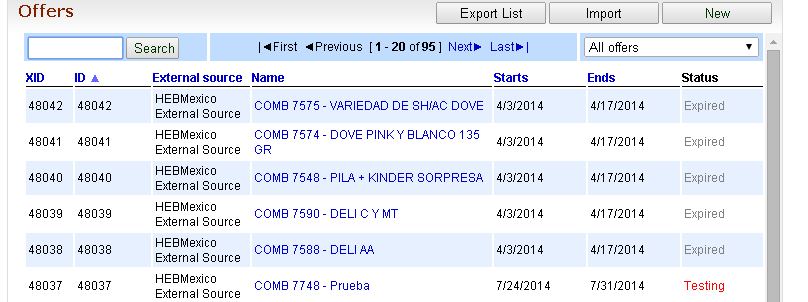 Offers Export List Import New
Search |◄First ◄Previous [ 1 - 20 of 95 ] Next► Last►| All offers
XID ID ▲ External source Name Starts Ends Status
48042 48042 HEBMexico External Source COMB 7575 - VARIEDAD DE SH/AC DOVE 4/3/2014 4/17/2014 Expired
48041 48041 HEBMexico External Source COMB 7574 - DOVE PINK Y BLANCO 135 GR 4/3/2014 4/17/2014 Expired
48040 48040 HEBMexico External Source COMB 7548 - PILA + KINDER SORPRESA 4/3/2014 4/17/2014 Expired
48039 48039 HEBMexico External Source COMB 7590 - DELI C Y MT 4/3/2014 4/17/2014 Expired
48038 48038 HEBMexico External Source COMB 7588 - DELI AA 4/3/2014 4/17/2014 Expired
48037 48037 HEBMexico External Source COMB 7748 - Prueba 7/24/2014 7/31/2014 Testing